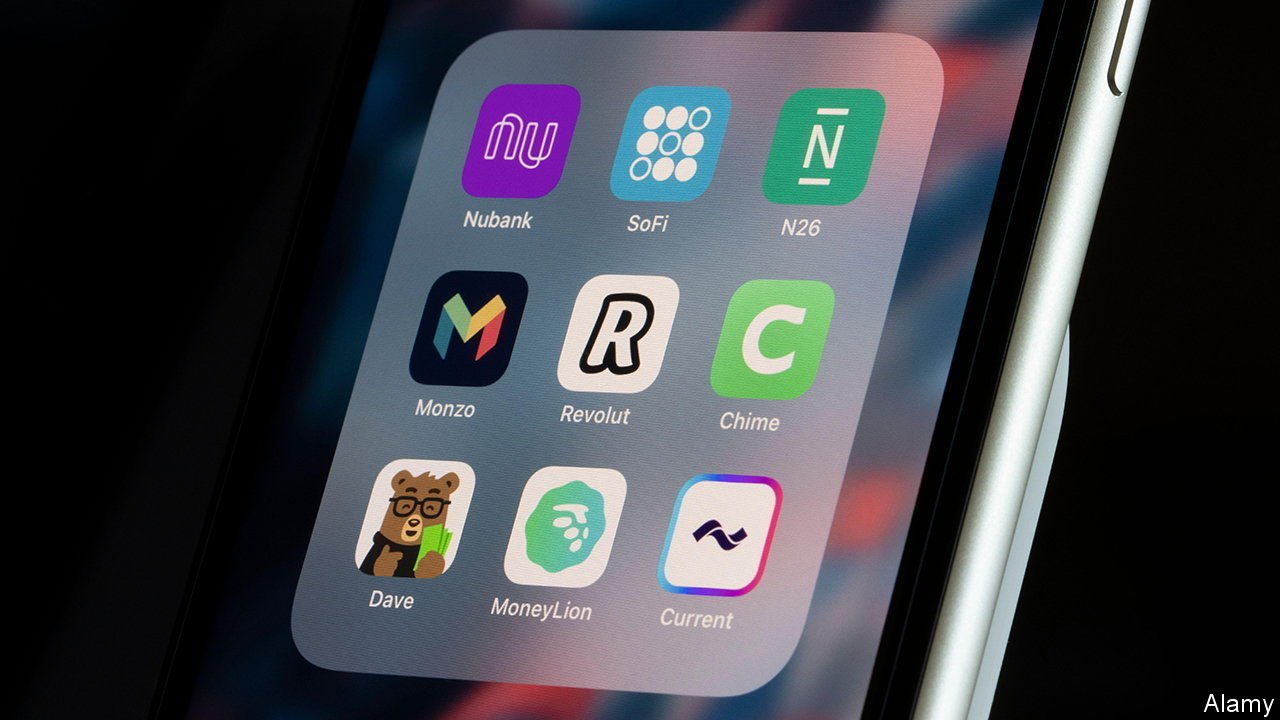 nu
Nubank
SoFi
N
N26
M
Monzo
R
Revolut
C
Chime
Dave
MoneyLion
Current
Alamy